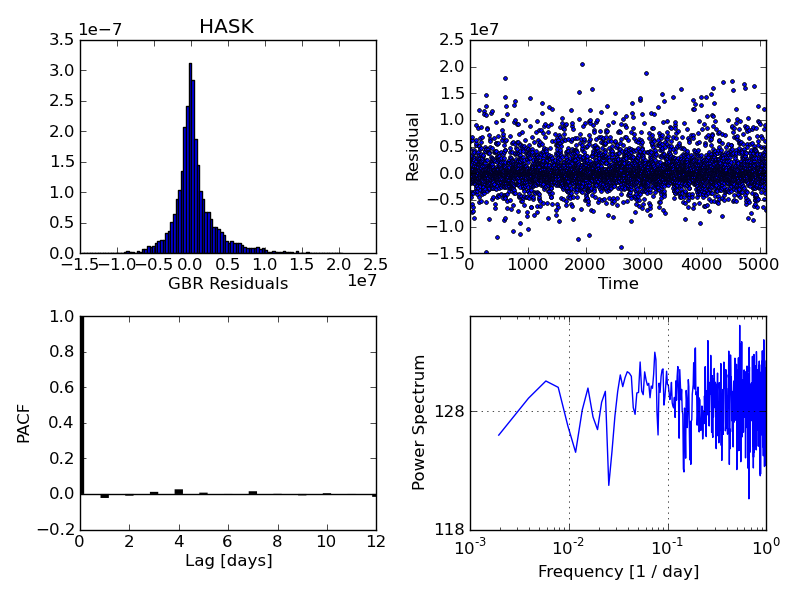 HASK
1e−7
3.5
3.0
2.5
2.0
1.5
1.0
0.5
0.0
−1.5 −1.0 −0.5 0.0 0.5 1.0 1.5 2.0 2.5
GBR Residuals 1e7
1e7
2.5
2.0
1.5
1.0
0.5
0.0
−0.5
−1.0
−1.5
Residual
0 1000 2000 3000 4000 5000
Time
1.0
0.8
0.6
0.4
0.2
0.0
−0.2
PACF
0 2 4 6 8 10 12
Lag [days]
128
118
Power Spectrum
10^-3 10^-2 10^-1 10^0
Frequency [1 / day]